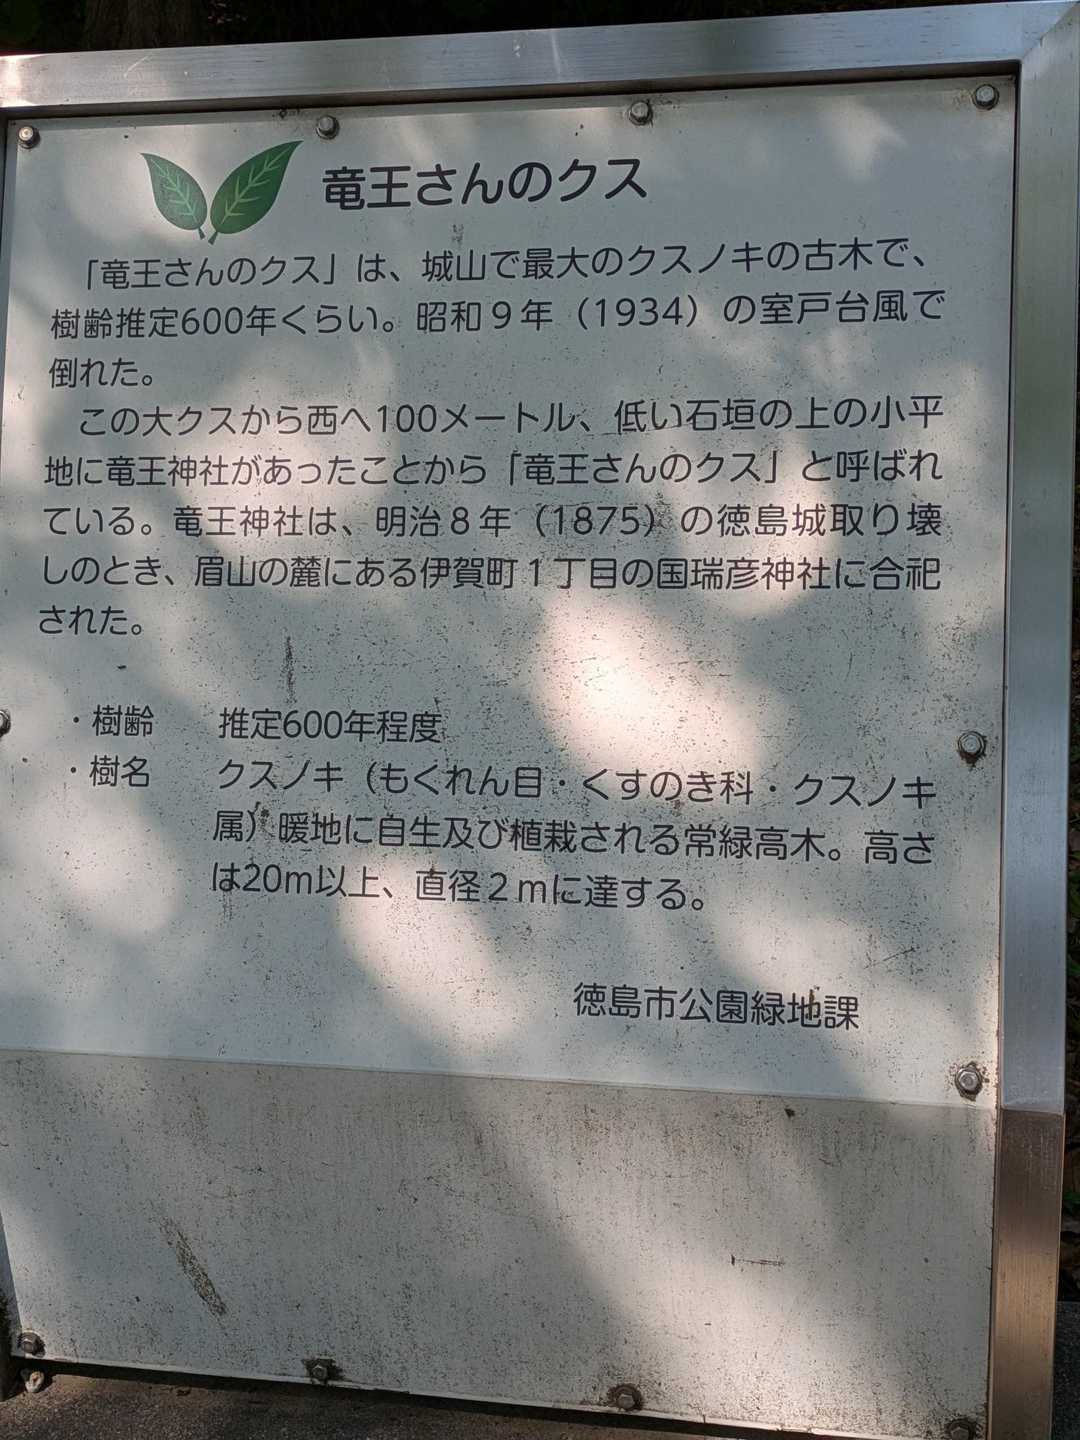 竜王さんのクス
「竜王さんのクス」は、城山で最大のクスノキの古木で、
樹齢推定600年くらい。昭和９年（1934）の室戸台風で
倒れた。
この大クスから西へ100メートル、低い石垣の上の小平
地に竜王神社があったことから「竜王さんのクス」と呼ばれ
ている。竜王神社は、明治８年（1875）の徳島城取り壊
しのとき、眉山の麓にある伊賀町１丁目の国瑞彦神社に合祀
された。
・樹齢　推定600年程度
・樹名　クスノキ（もくれん目・くすのき科・クスノキ
属）暖地に自生及び植栽される常緑高木。高さ
は20m以上、直径２mに達する。
徳島市公園緑地課